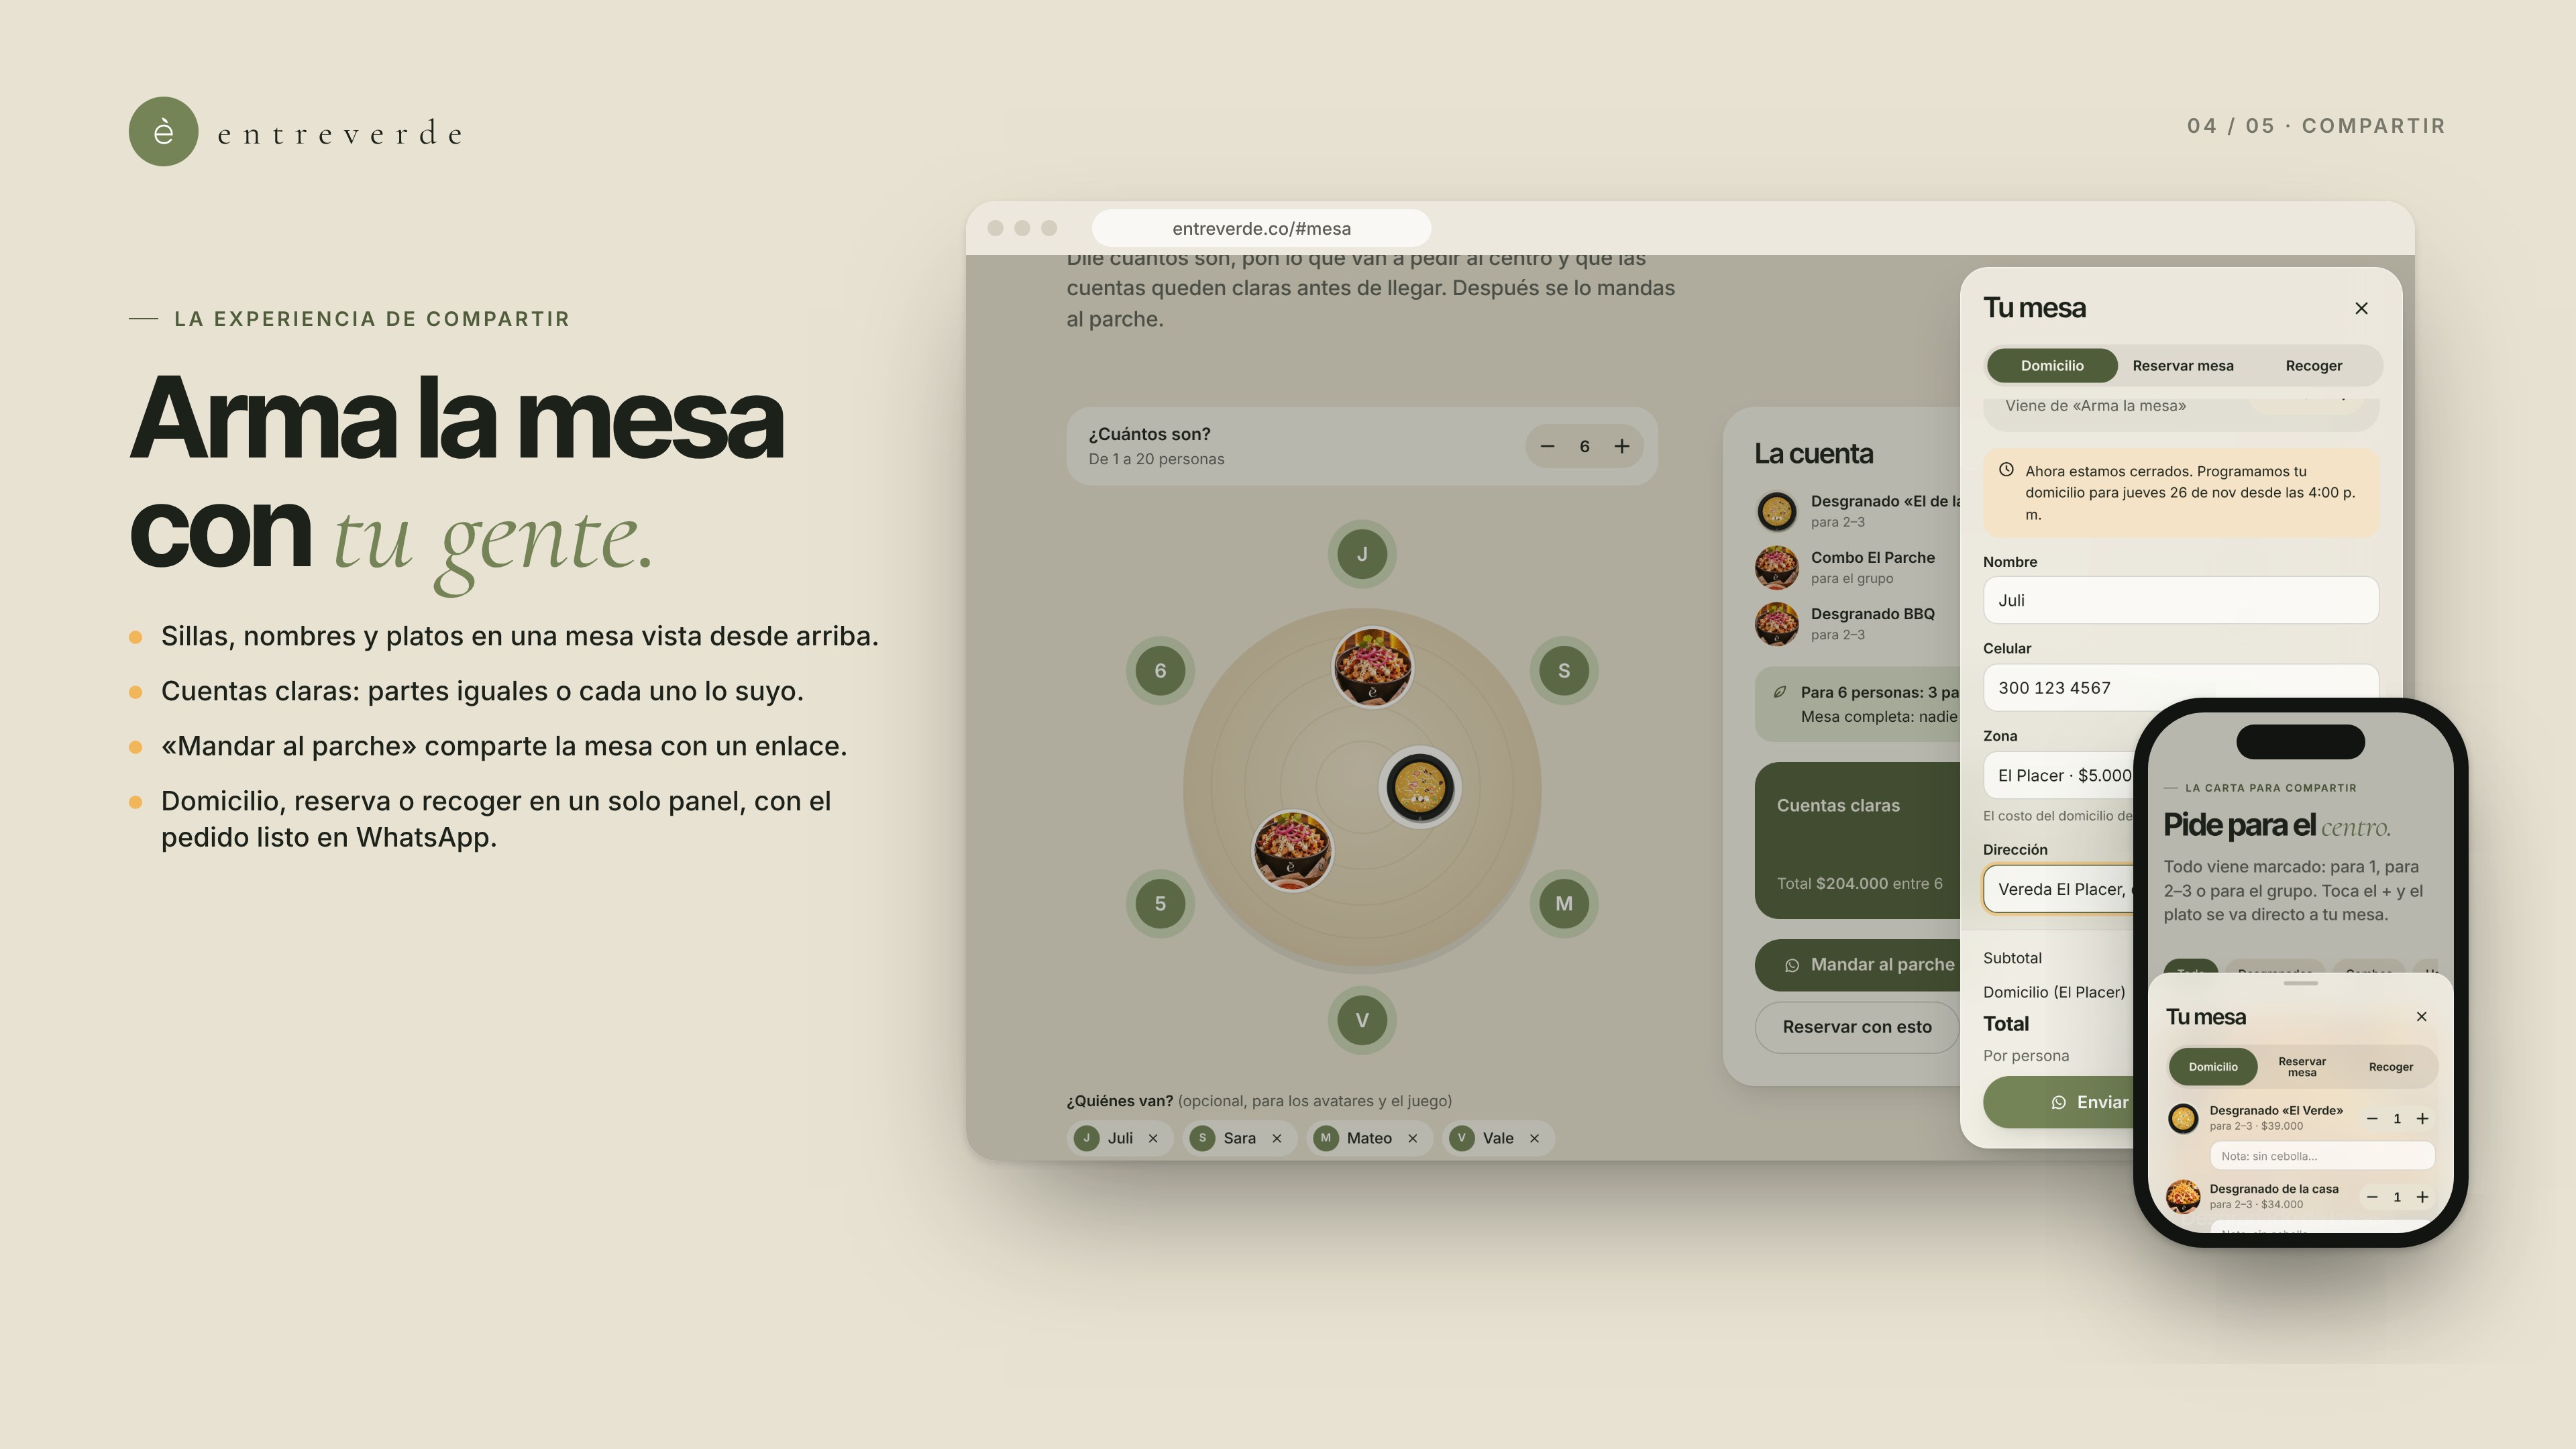 è entreverde
04 / 05 · COMPARTIR
LA EXPERIENCIA DE COMPARTIR
Arma la mesa
con tu gente.
Sillas, nombres y platos en una mesa vista desde arriba.
Cuentas claras: partes iguales o cada uno lo suyo.
«Mandar al parche» comparte la mesa con un enlace.
Domicilio, reserva o recoger en un solo panel, con el
pedido listo en WhatsApp.
entreverde.co/#mesa
Dile cuántos son, pon lo que van a pedir al centro y que las
cuentas queden claras antes de llegar. Después se lo mandas
al parche.
¿Cuántos son?
De 1 a 20 personas
− 6 +
J
6
S
5
M
V
¿Quiénes van? (opcional, para los avatares y el juego)
J Juli ×
S Sara ×
M Mateo ×
V Vale ×
La cuenta
Desgranado «El de la
para 2–3
Combo El Parche
para el grupo
Desgranado BBQ
para 2–3
Para 6 personas: 3 pa
Mesa completa: nadie
Cuentas claras
Total $204.000 entre 6
Mandar al parche
Reservar con esto
Tu mesa ×
Domicilio
Reservar mesa
Recoger
Viene de «Arma la mesa»
Ahora estamos cerrados. Programamos tu
domicilio para jueves 26 de nov desde las 4:00 p.
m.
Nombre
Juli
Celular
300 123 4567
Zona
El Placer · $5.000
El costo del domicilio de
Dirección
Vereda El Placer,
Subtotal
Domicilio (El Placer)
Total
Por persona
Enviar
LA CARTA PARA COMPARTIR
Pide para el centro.
Todo viene marcado: para 1, para
2–3 o para el grupo. Toca el + y el
plato se va directo a tu mesa.
Tu mesa ×
Domicilio
Reservar
mesa
Recoger
Desgranado «El Verde»
para 2–3 · $39.000
− 1 +
Nota: sin cebolla...
Desgranado de la casa
para 2–3 · $34.000
− 1 +